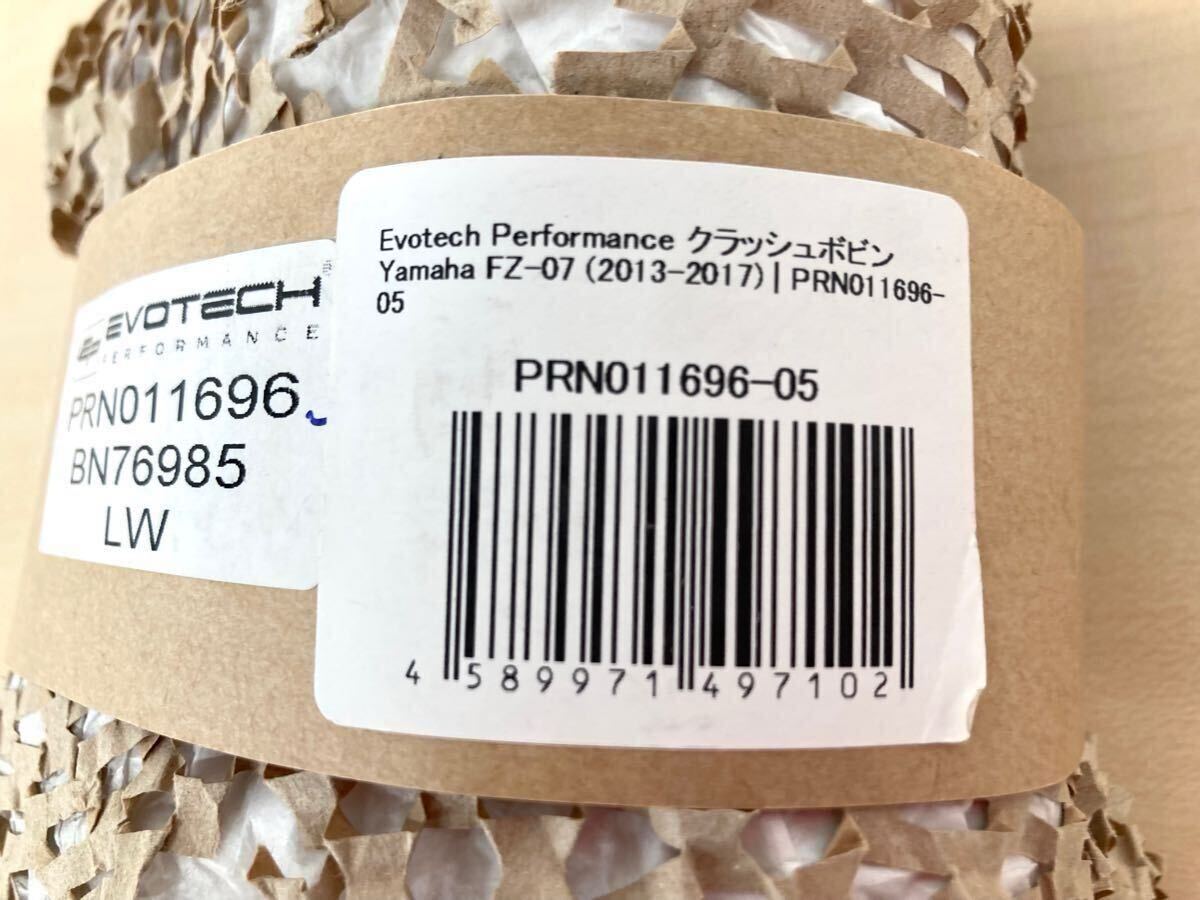 EVOTECH
PERFORMANCE
PRN011696
BN76985
LW
Evotech Performance クラッシュボビン
Yamaha FZ-07 (2013-2017) | PRN011696-
05
PRN011696-05
4 589971 497102